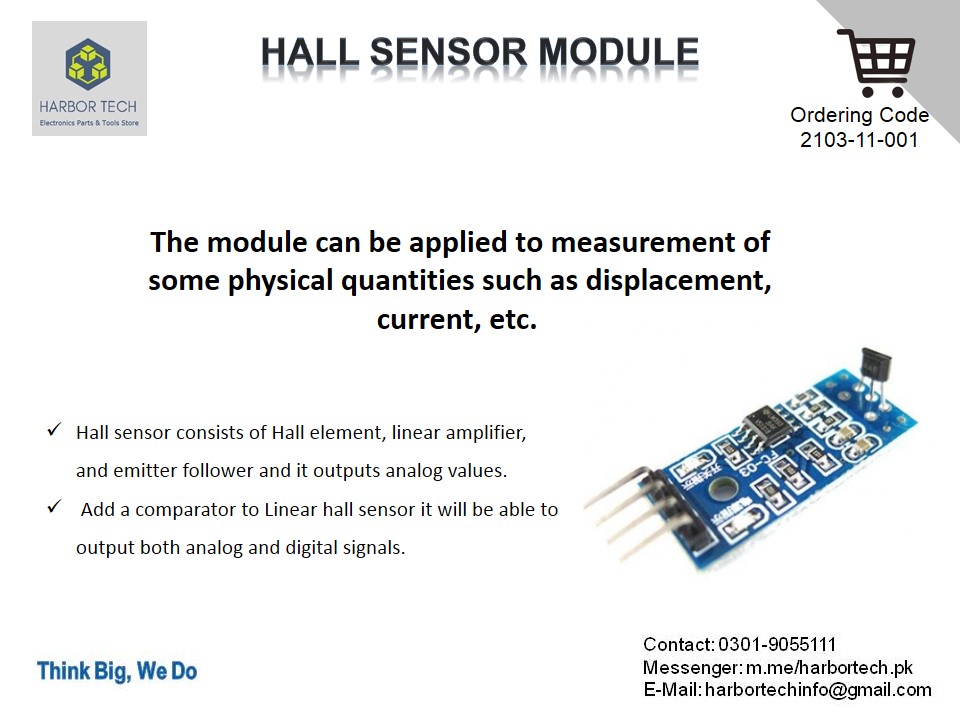 HARBOR TECH
Electronics Parts & Tools Store
HALL SENSOR MODULE
Ordering Code
2103-11-001
The module can be applied to measurement of
some physical quantities such as displacement,
current, etc.
✓ Hall sensor consists of Hall element, linear amplifier,
and emitter follower and it outputs analog values.
✓ Add a comparator to Linear hall sensor it will be able to
output both analog and digital signals.
FC-03
Think Big, We Do
Contact: 0301-9055111
Messenger: m.me/harbortech.pk
E-Mail: harbortechinfo@gmail.com